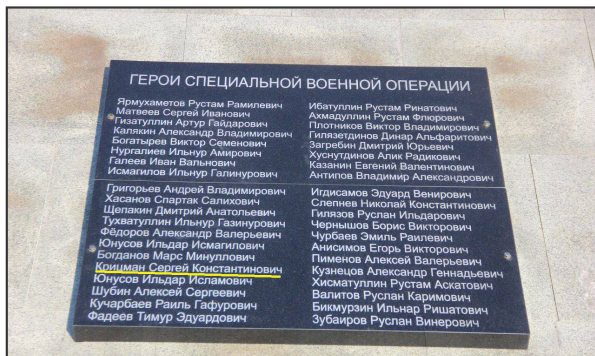 ГЕРОИ СПЕЦИАЛЬНОЙ ВОЕННОЙ ОПЕРАЦИИ
Ярмухаметов Рустам Рамилевич
Матвеев Сергей Иванович
Гизатуллин Артур Гайдарович
Калякин Александр Владимирович
Богатырев Виктор Семенович
Нургалиев Ильнур Амирович
Галеев Иван Вальнович
Исмагилов Ильнур Галинурович
Григорьев Андрей Владимирович
Хасанов Спартак Салихович
Щепакин Дмитрий Анатольевич
Тухватуллин Ильнур Газинурович
Фёдоров Александр Валерьевич
Юнусов Ильдар Исмагилович
Богданов Марс Минуллович
Крицман Сергей Константинович
Юнусов Ильдар Исламович
Шубин Алексей Сергеевич
Кучарбаев Раиль Гафурович
Фадеев Тимур Эдуардович
Ибатуллин Рустам Ринатович
Ахмадуллин Рустам Флюрович
Плотников Виктор Владимирович
Гилязетдинов Динар Альфаритович
Загребин Дмитрий Юрьевич
Хуснутдинов Алик Радикович
Казанин Евгений Валентинович
Антипов Владимир Александрович
Игдисамов Эдуард Венирович
Слепнев Николай Константинович
Гилязов Руслан Ильдарович
Чернышов Борис Викторович
Чурбаев Эмиль Раилевич
Анисимов Егор Викторович
Пименов Алексей Валерьевич
Кузнецов Александр Геннадьевич
Хисматуллин Рустам Аскатович
Валитов Руслан Каримович
Бикмурзин Ильнар Ришатович
Зубаиров Руслан Винерович